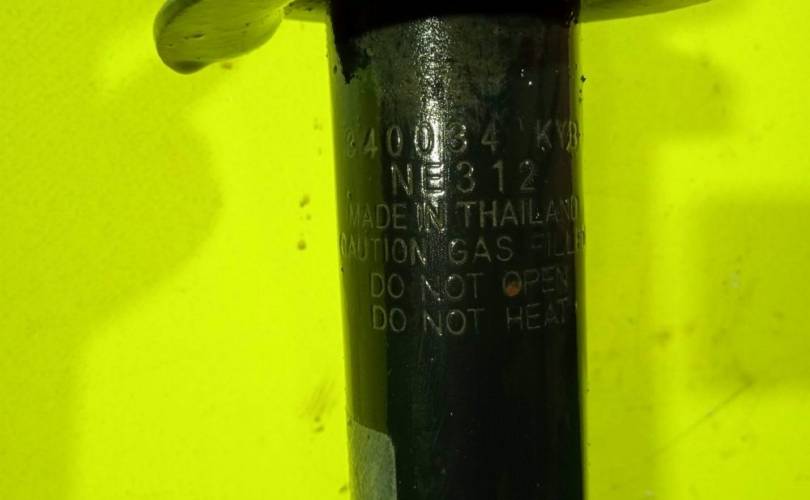 340034 KYB
NE312
MADE IN THAILAND
CAUTION GAS FILLED
DO NOT OPEN
DO NOT HEAT